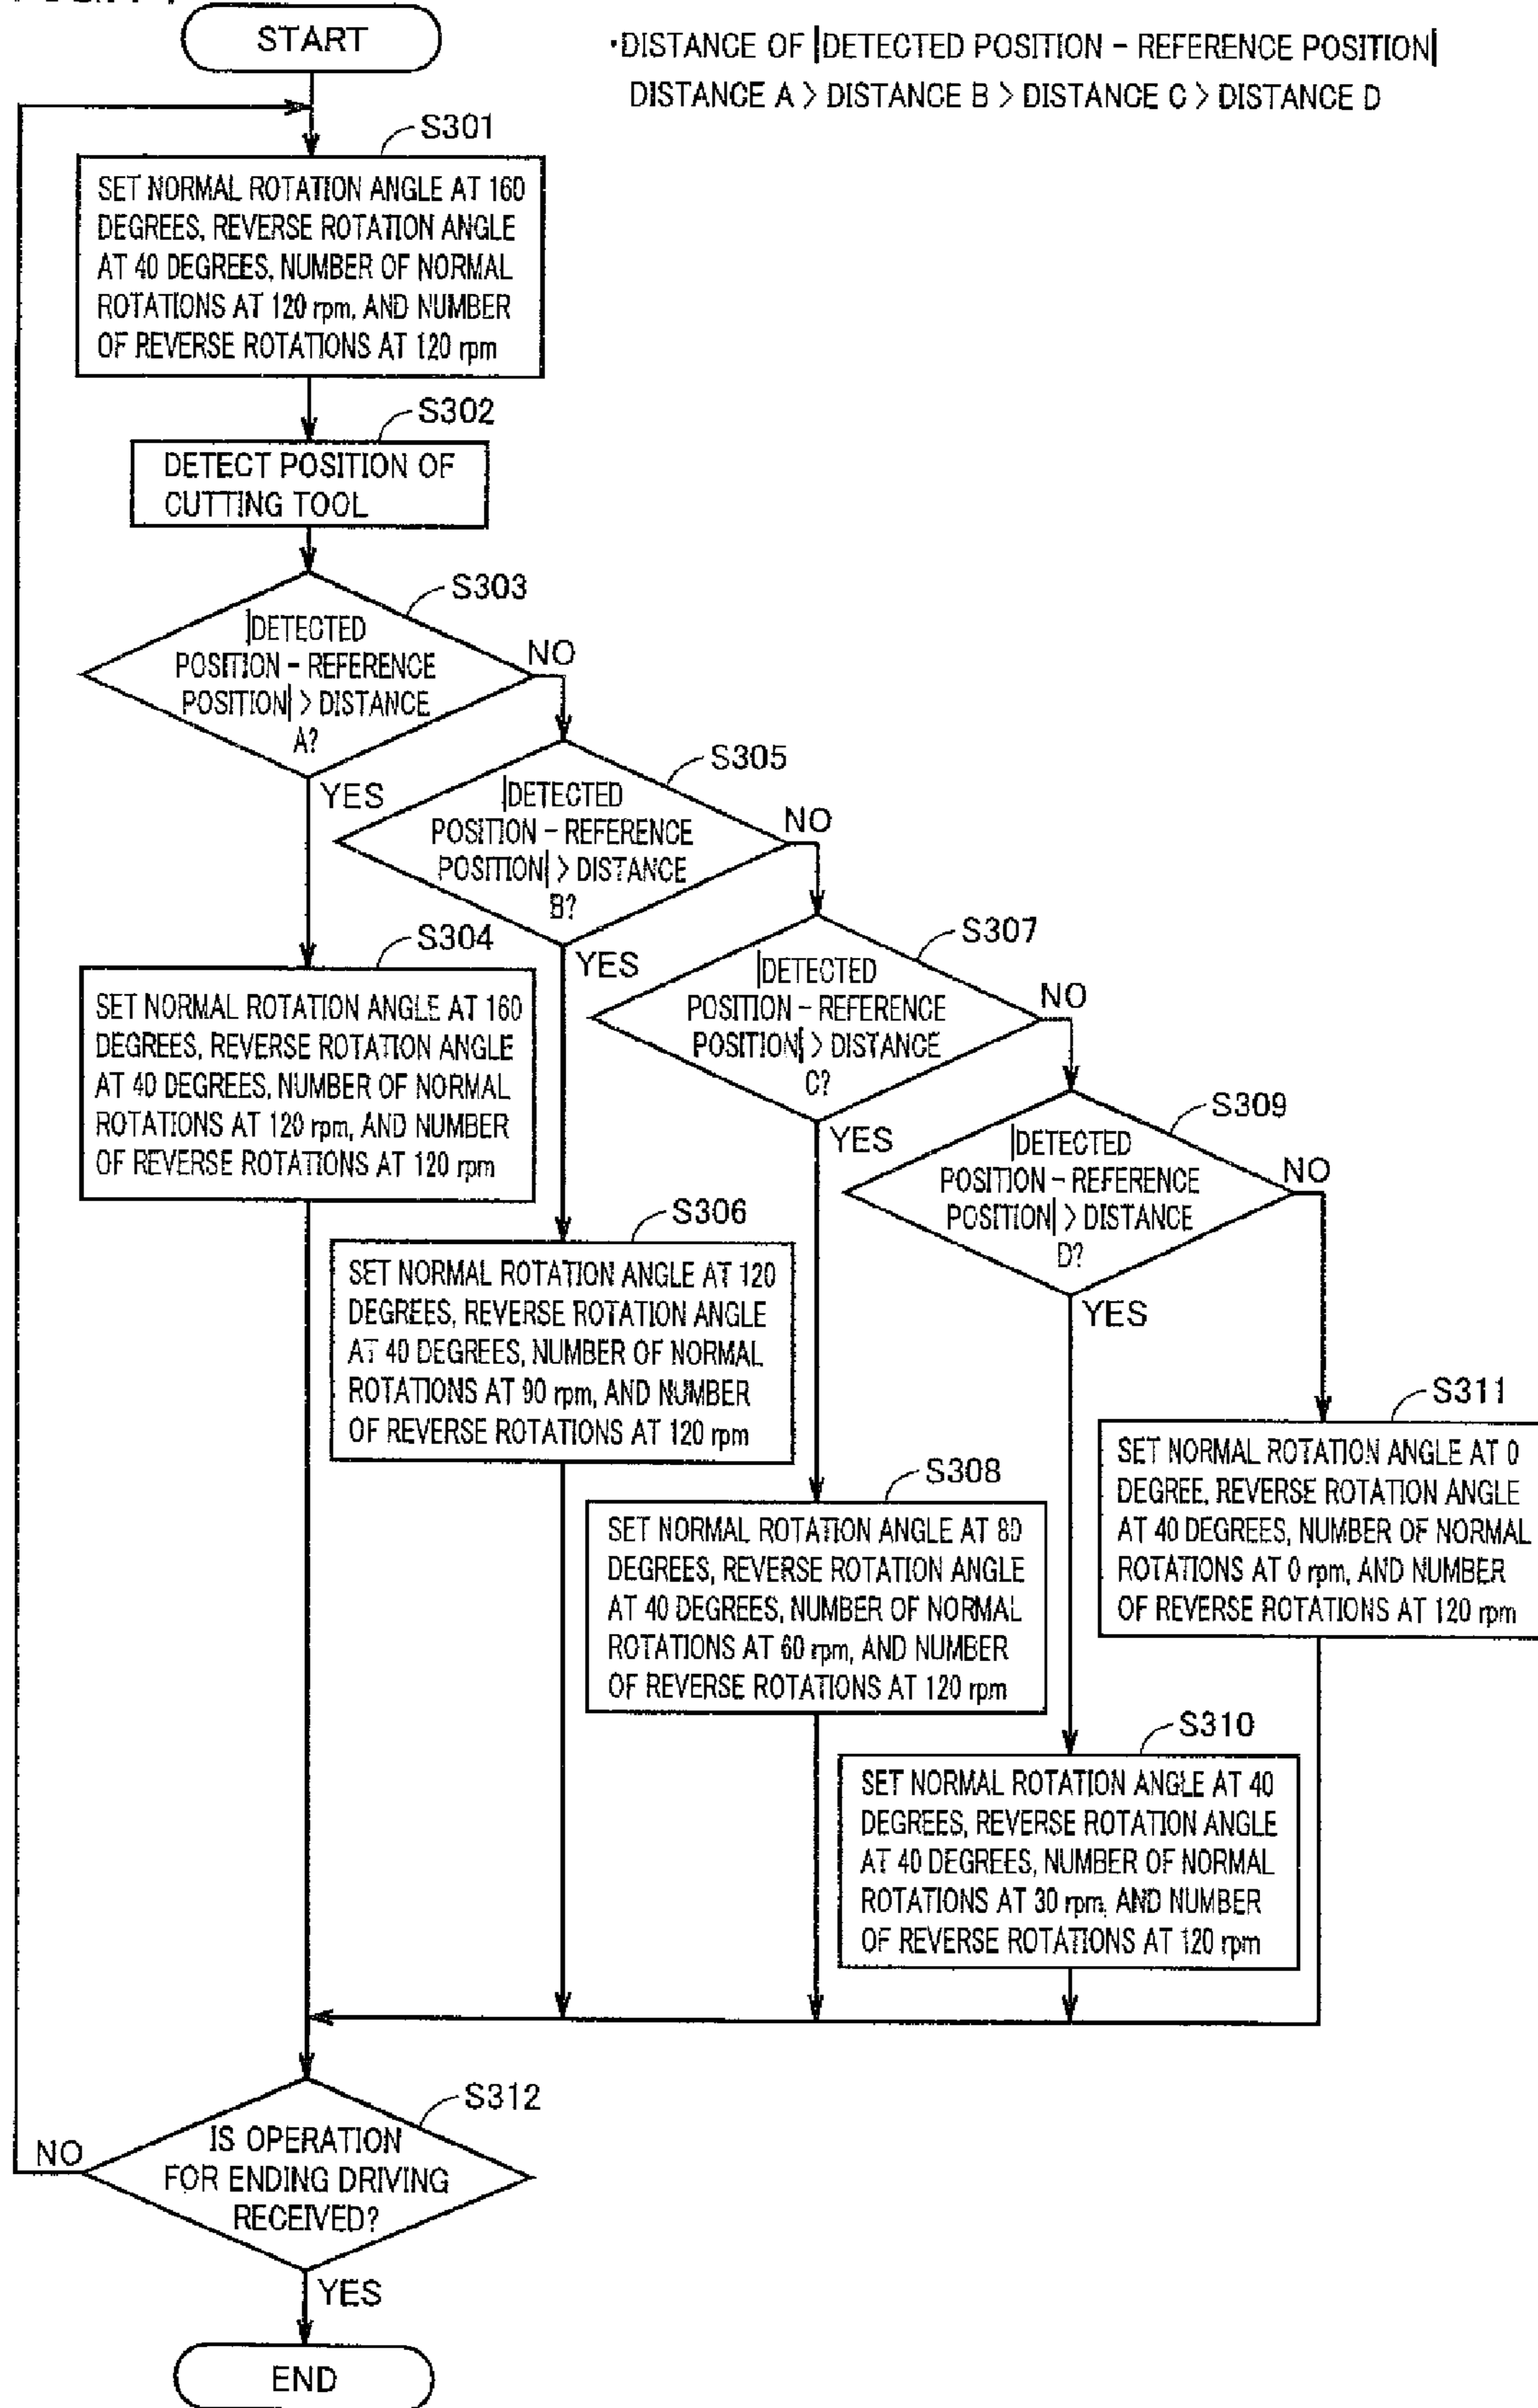 START
•DISTANCE OF |DETECTED POSITION – REFERENCE POSITION|
DISTANCE A > DISTANCE B > DISTANCE C > DISTANCE D
S301
SET NORMAL ROTATION ANGLE AT 160
DEGREES, REVERSE ROTATION ANGLE
AT 40 DEGREES, NUMBER OF NORMAL
ROTATIONS AT 120 rpm, AND NUMBER
OF REVERSE ROTATIONS AT 120 rpm
S302
DETECT POSITION OF
CUTTING TOOL
S303
|DETECTED
POSITION – REFERENCE
POSITION| > DISTANCE
A?
NO
YES
S305
|DETECTED
POSITION – REFERENCE
POSITION| > DISTANCE
B?
NO
YES
S304
SET NORMAL ROTATION ANGLE AT 160
DEGREES, REVERSE ROTATION ANGLE
AT 40 DEGREES, NUMBER OF NORMAL
ROTATIONS AT 120 rpm, AND NUMBER
OF REVERSE ROTATIONS AT 120 rpm
S307
|DETECTED
POSITION – REFERENCE
POSITION| > DISTANCE
C?
NO
YES
S309
|DETECTED
POSITION – REFERENCE
POSITION| > DISTANCE
D?
NO
YES
S306
SET NORMAL ROTATION ANGLE AT 120
DEGREES, REVERSE ROTATION ANGLE
AT 40 DEGREES, NUMBER OF NORMAL
ROTATIONS AT 90 rpm, AND NUMBER
OF REVERSE ROTATIONS AT 120 rpm
S311
SET NORMAL ROTATION ANGLE AT 0
DEGREE, REVERSE ROTATION ANGLE
AT 40 DEGREES, NUMBER OF NORMAL
ROTATIONS AT 0 rpm, AND NUMBER
OF REVERSE ROTATIONS AT 120 rpm
S308
SET NORMAL ROTATION ANGLE AT 80
DEGREES, REVERSE ROTATION ANGLE
AT 40 DEGREES, NUMBER OF NORMAL
ROTATIONS AT 60 rpm, AND NUMBER
OF REVERSE ROTATIONS AT 120 rpm
S310
SET NORMAL ROTATION ANGLE AT 40
DEGREES, REVERSE ROTATION ANGLE
AT 40 DEGREES, NUMBER OF NORMAL
ROTATIONS AT 30 rpm, AND NUMBER
OF REVERSE ROTATIONS AT 120 rpm
S312
IS OPERATION
FOR ENDING DRIVING
RECEIVED?
NO
YES
END